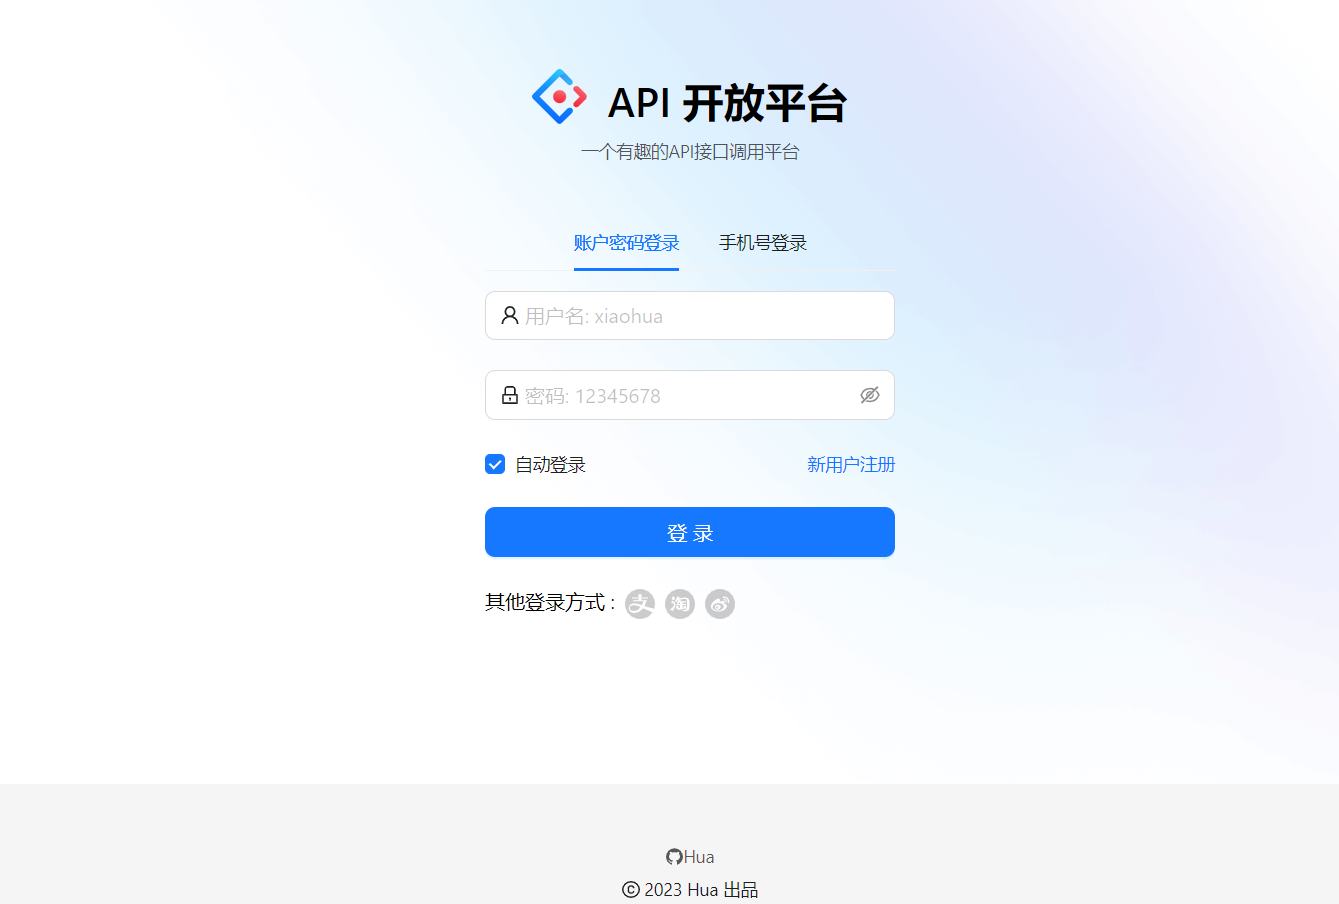 API 开放平台
一个有趣的API接口调用平台
账户密码登录 手机号登录
用户名: xiaohua
密码: 12345678
自动登录 新用户注册
登 录
其他登录方式 : 支 淘
Hua
© 2023 Hua 出品